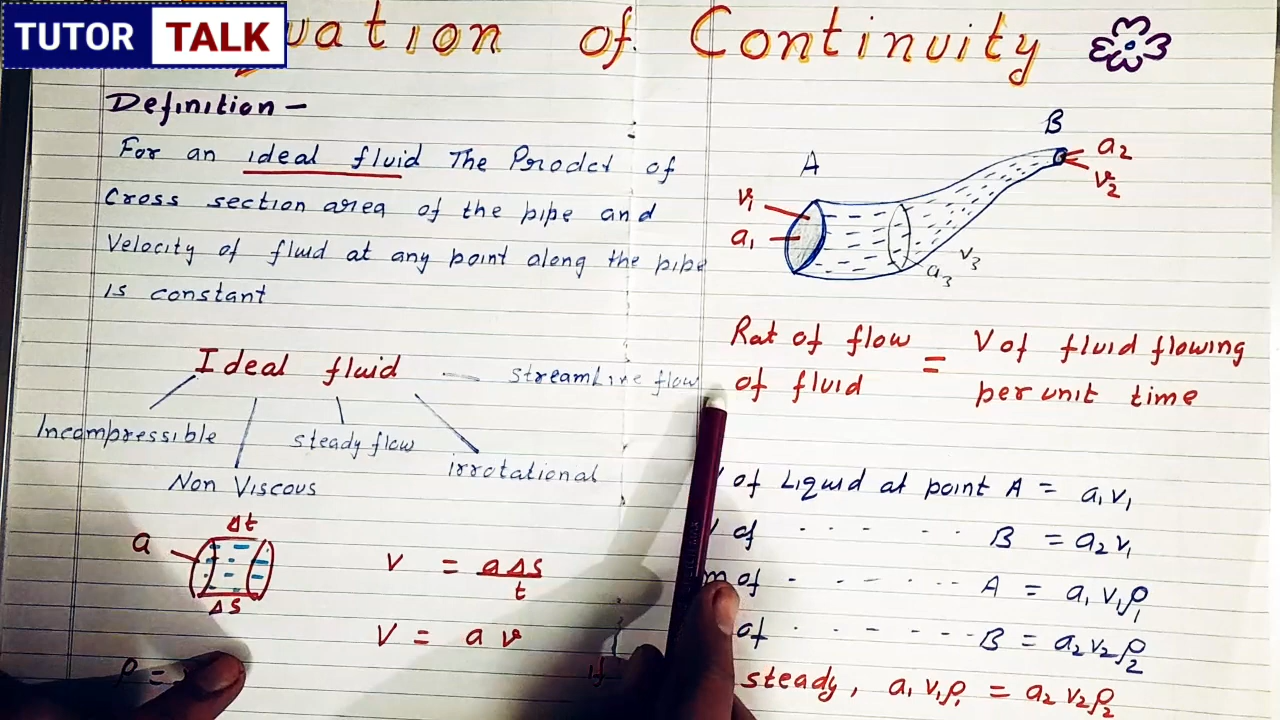 TUTOR TALK
uation of Continuity
Definition –
For an ideal fluid The Prodct of
Cross section area of the pipe and
Velocity of fluid at any point along the pipe
is constant
Ideal fluid
Streamline flow
Incompressible
Steady flow
Non Viscous
irrotational
Δt
a
ΔS
V = aΔS / t
V = a v
ρ =
If
A
B
v₁
a₁
a₂
v₂
a₃
v₃
Rat of flow of fluid = V of fluid flowing per unit time
of Liquid at point A = a₁v₁
of - - - - B = a₂v₁
m of - - - - A = a₁v₁ρ₁
of - - - - - B = a₂v₂ρ₂
steady, a₁v₁ρ₁ = a₂v₂ρ₂